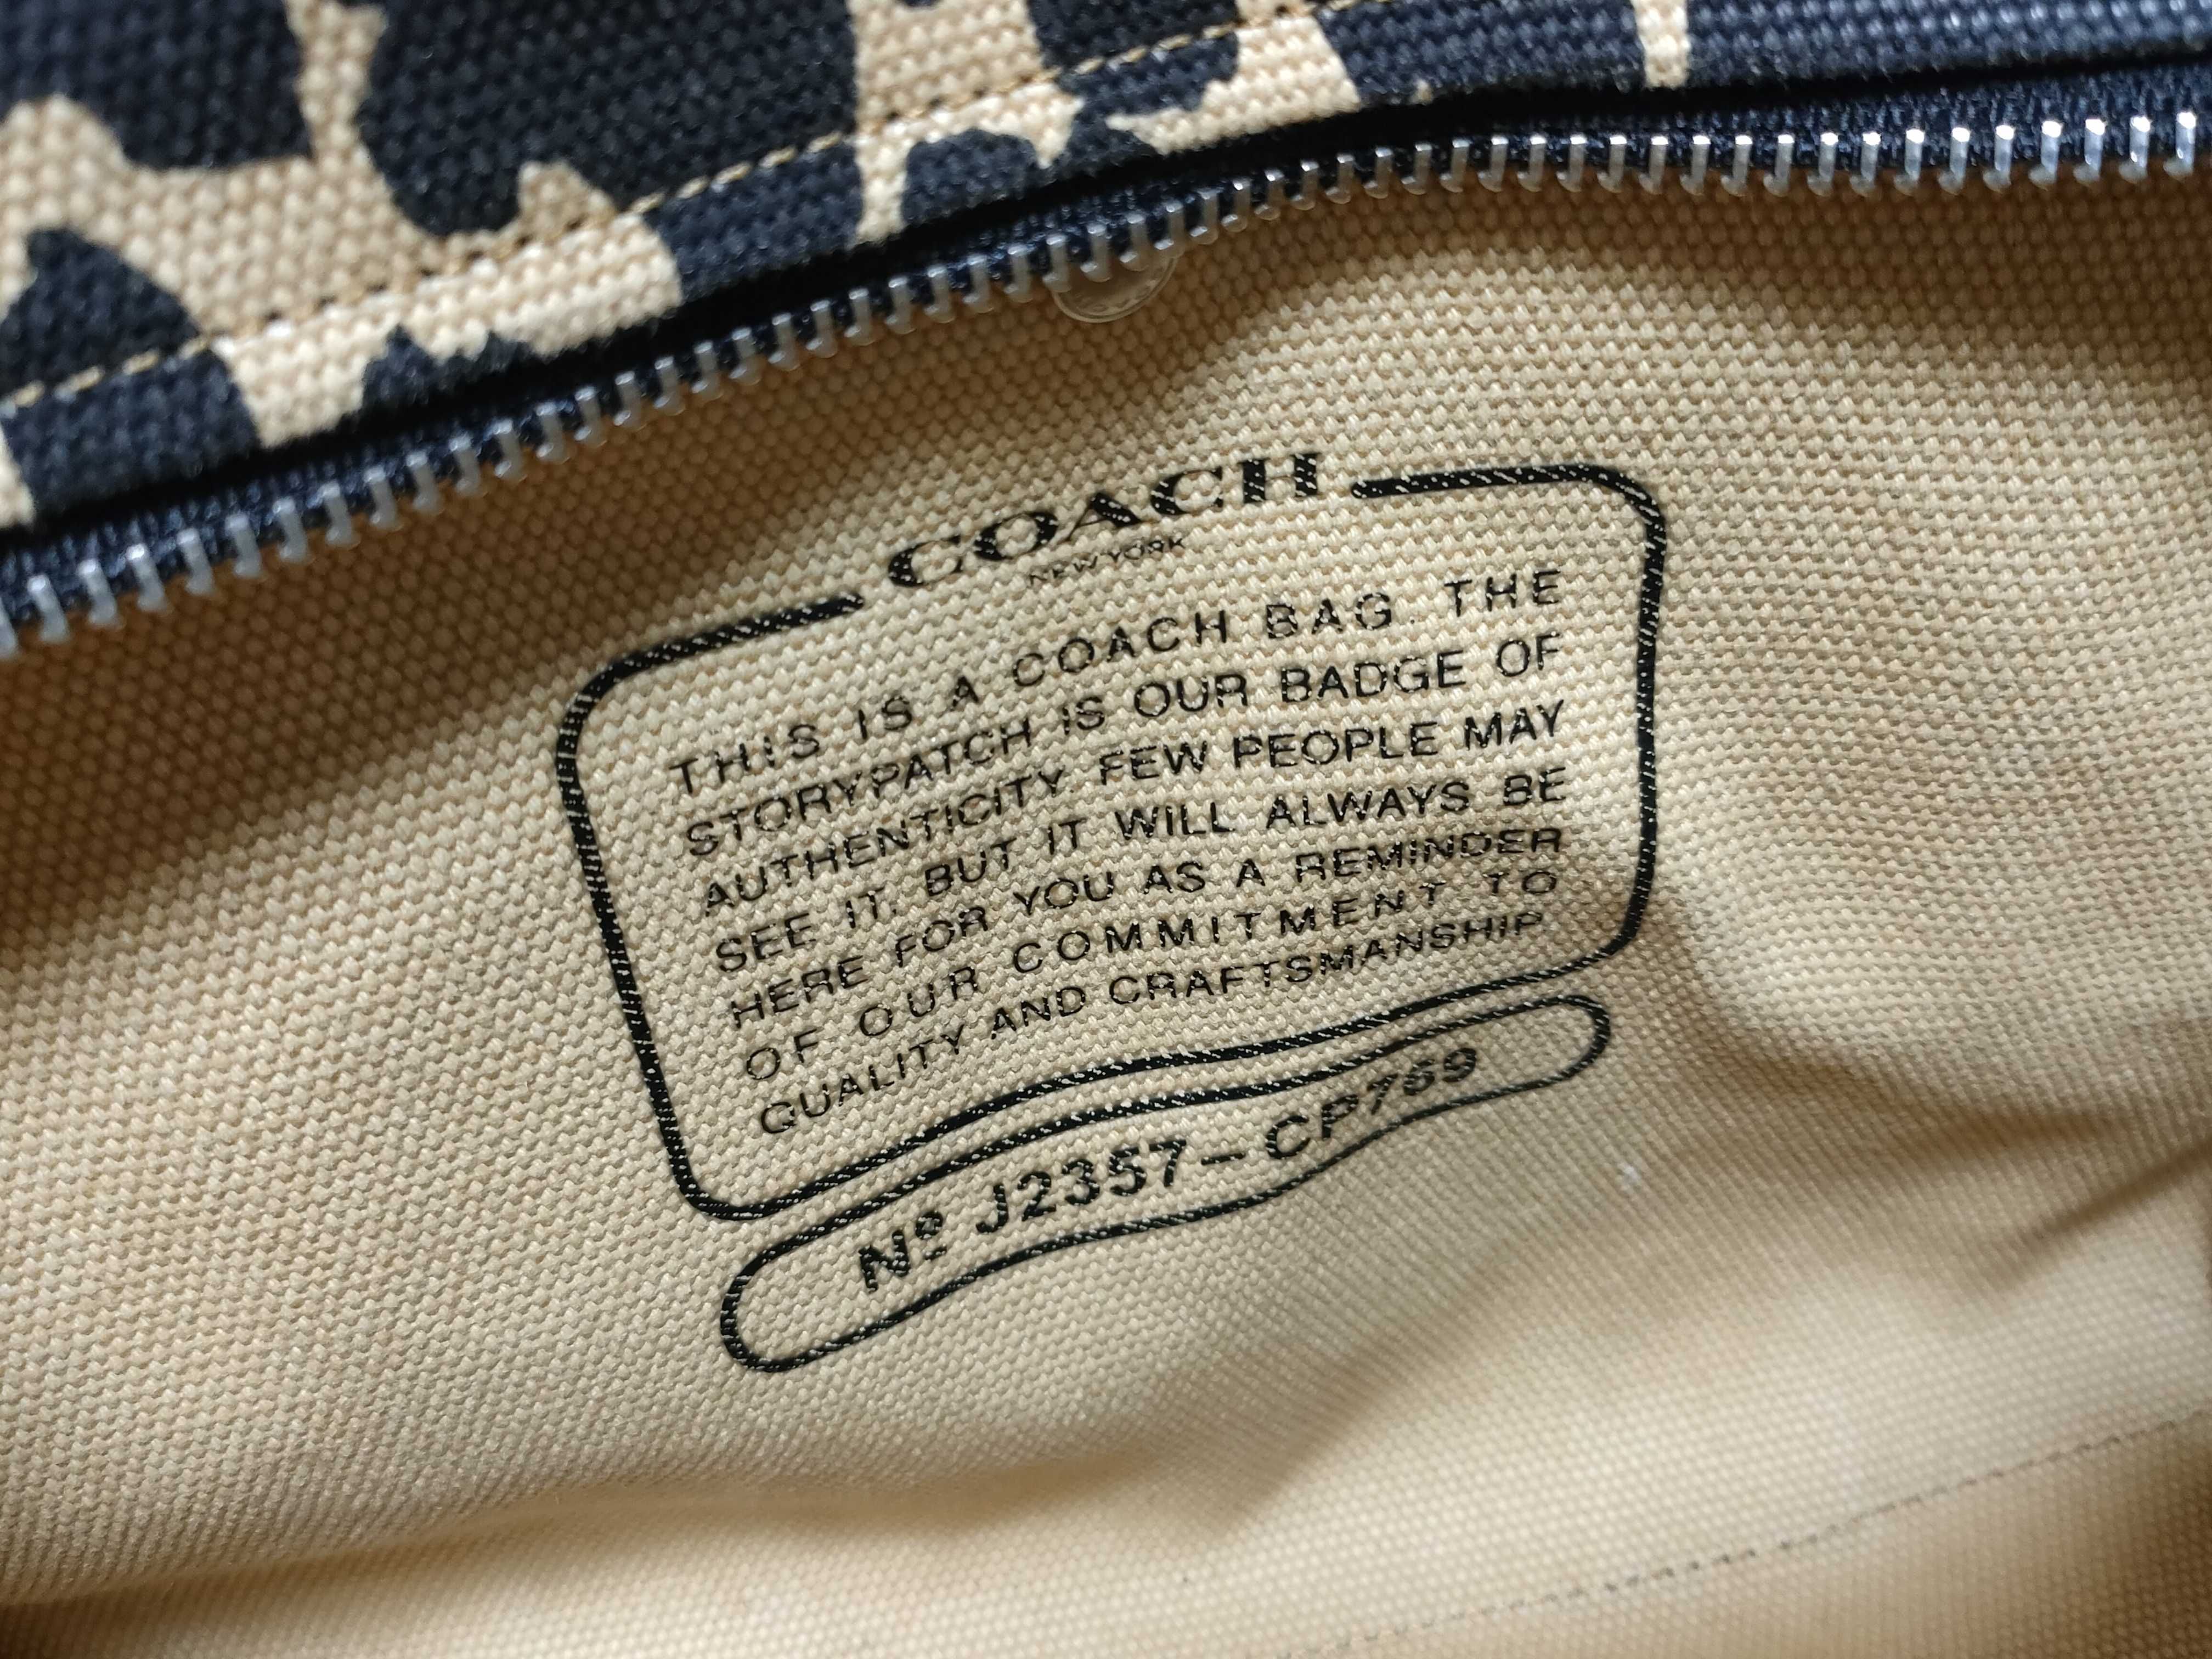 COACH
NEW YORK
THIS IS A COACH BAG. THE
STORYPATCH IS OUR BADGE OF
AUTHENTICITY. FEW PEOPLE MAY
SEE IT, BUT IT WILL ALWAYS BE
HERE FOR YOU AS A REMINDER
OF OUR COMMITMENT TO
QUALITY AND CRAFTSMANSHIP.
Nº J2357-CP769